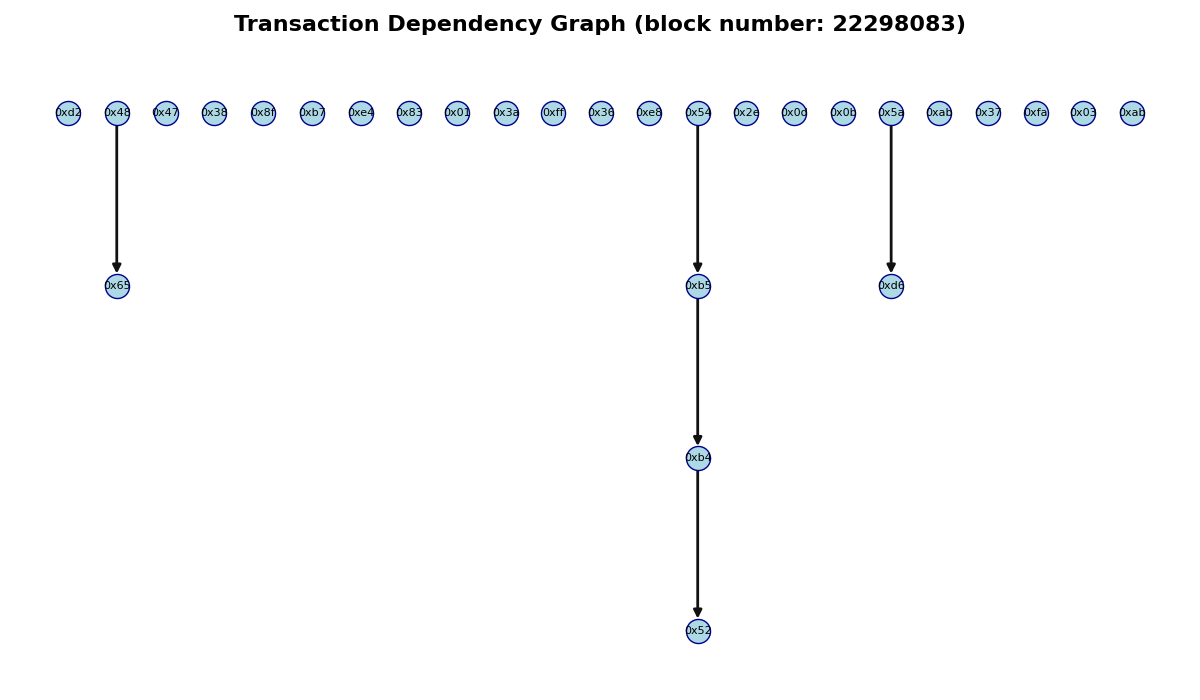 Transaction Dependency Graph (block number: 22298083)
0xd2 0x48 0x47 0x38 0x8f 0xb7 0xe4 0x83 0x01 0x3a 0xff 0x36 0xe8 0x54 0x2e 0x0d 0x0b 0x5a 0xab 0x37 0xfa 0x03 0xab
0x65 0xb5 0xd6
0xb4
0x52